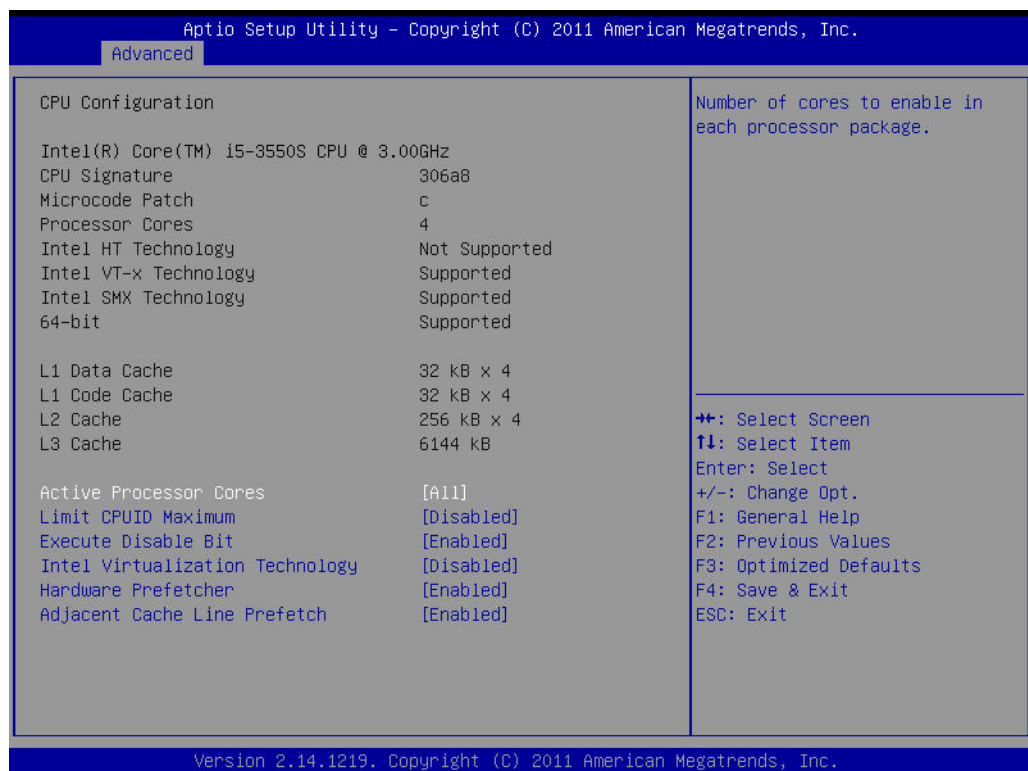 Aptio Setup Utility – Copyright (C) 2011 American Megatrends, Inc.
Advanced
CPU Configuration
Intel(R) Core(TM) i5-3550S CPU @ 3.00GHz
CPU Signature 306a8
Microcode Patch c
Processor Cores 4
Intel HT Technology Not Supported
Intel VT-x Technology Supported
Intel SMX Technology Supported
64-bit Supported
L1 Data Cache 32 kB x 4
L1 Code Cache 32 kB x 4
L2 Cache 256 kB x 4
L3 Cache 6144 kB
Active Processor Cores [All]
Limit CPUID Maximum [Disabled]
Execute Disable Bit [Enabled]
Intel Virtualization Technology [Disabled]
Hardware Prefetcher [Enabled]
Adjacent Cache Line Prefetch [Enabled]
Number of cores to enable in
each processor package.
→←: Select Screen
↑↓: Select Item
Enter: Select
+/-: Change Opt.
F1: General Help
F2: Previous Values
F3: Optimized Defaults
F4: Save & Exit
ESC: Exit
Version 2.14.1219. Copyright (C) 2011 American Megatrends, Inc.